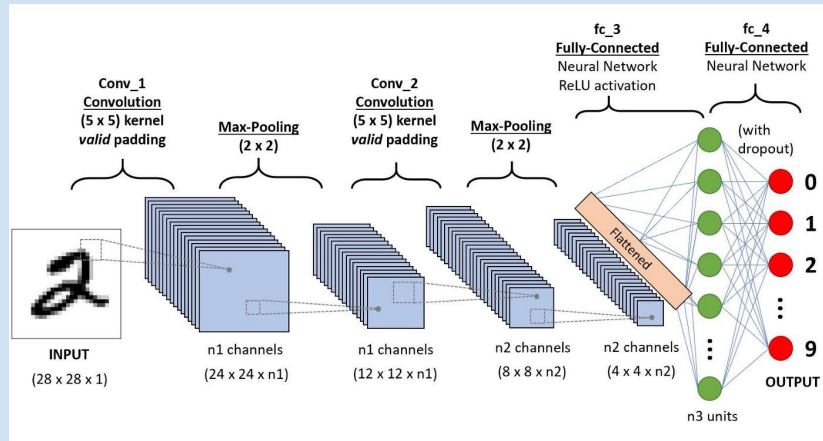 fc_3
Fully-Connected
Neural Network
ReLU activation
fc_4
Fully-Connected
Neural Network
Conv_1
Convolution
(5 x 5) kernel
valid padding
Max-Pooling
(2 x 2)
Conv_2
Convolution
(5 x 5) kernel
valid padding
Max-Pooling
(2 x 2)
(with
dropout)
2
Flattened
0
1
2
⋮
9
⋮
INPUT
(28 x 28 x 1)
n1 channels
(24 x 24 x n1)
n1 channels
(12 x 12 x n1)
n2 channels
(8 x 8 x n2)
n2 channels
(4 x 4 x n2)
OUTPUT
n3 units